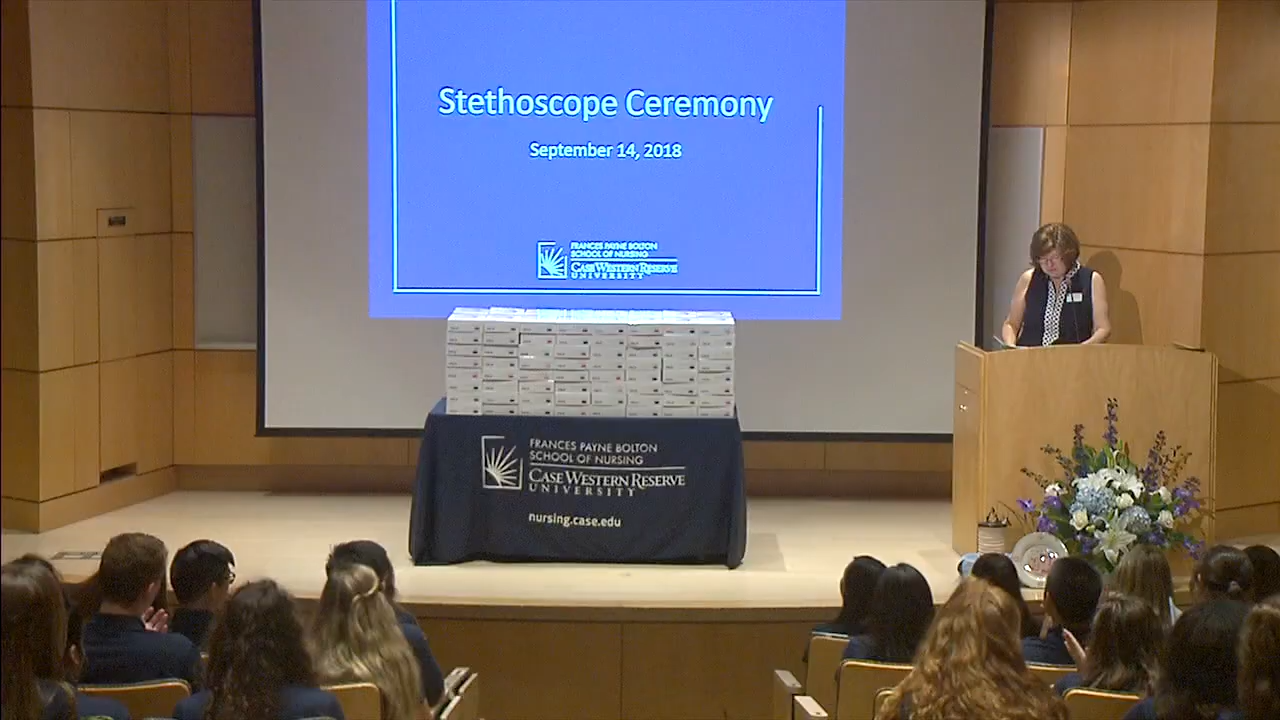 Stethoscope Ceremony
September 14, 2018
FRANCES PAYNE BOLTON
SCHOOL OF NURSING
CASE WESTERN RESERVE
UNIVERSITY
FRANCES PAYNE BOLTON
SCHOOL OF NURSING
CASE WESTERN RESERVE
UNIVERSITY
nursing.case.edu